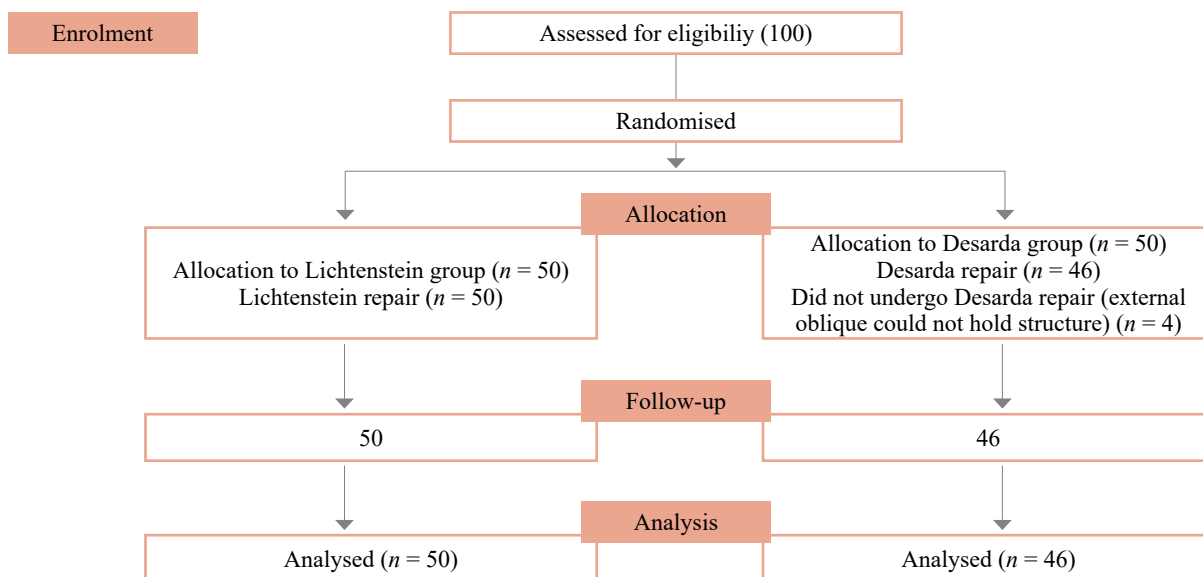 Enrolment
Assessed for eligibiliy (100)
Randomised
Allocation
Allocation to Lichtenstein group (n = 50)
Lichtenstein repair (n = 50)
Allocation to Desarda group (n = 50)
Desarda repair (n = 46)
Did not undergo Desarda repair (external
oblique could not hold structure) (n = 4)
Follow-up
50
46
Analysis
Analysed (n = 50)
Analysed (n = 46)